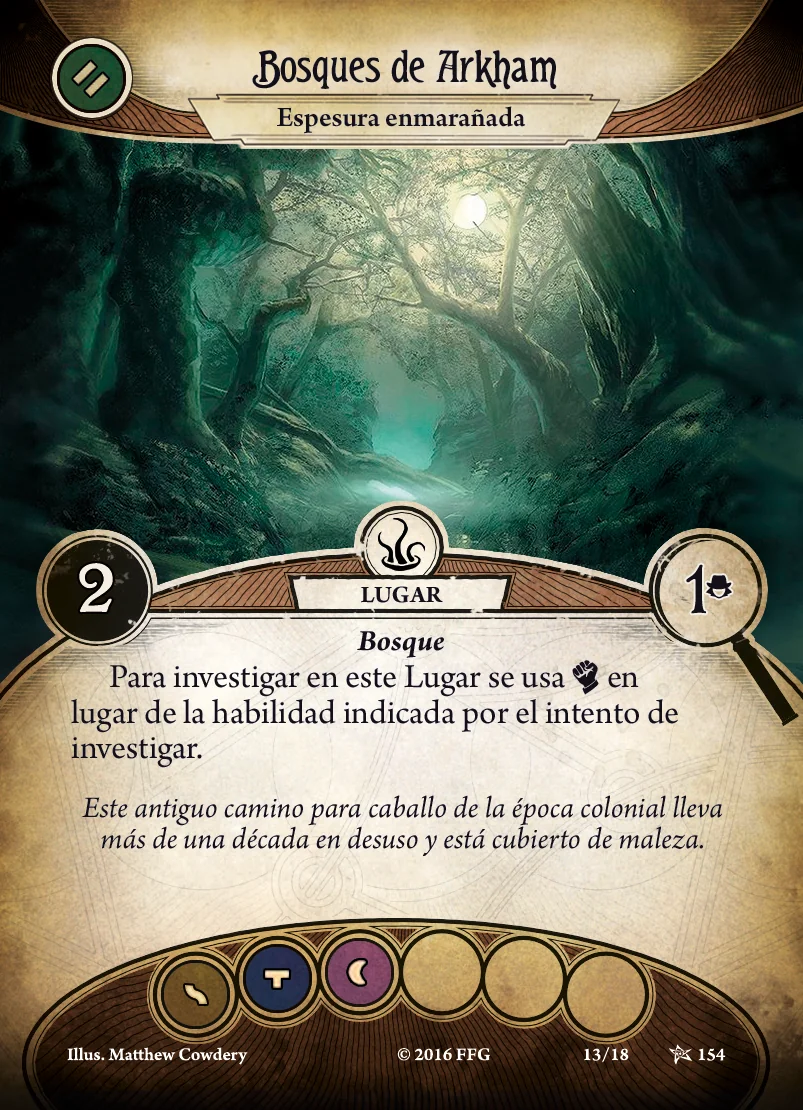 Bosques de Arkham
Espesura enmarañada
2
1
LUGAR
Bosque
Para investigar en este Lugar se usa en
lugar de la habilidad indicada por el intento de
investigar.
Este antiguo camino para caballo de la época colonial lleva
más de una década en desuso y está cubierto de maleza.
Illus. Matthew Cowdery © 2016 FFG 13/18 154